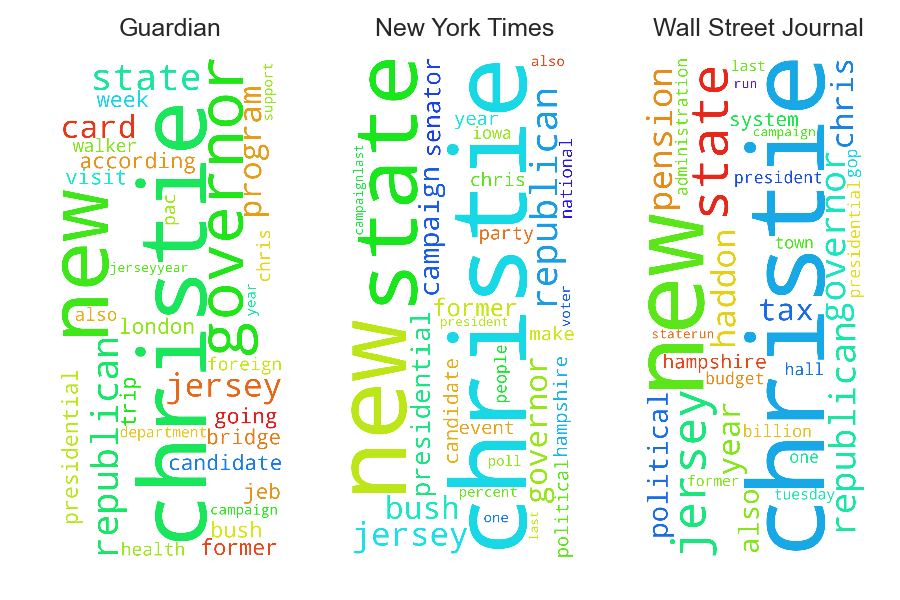 Guardian
New York Times
Wall Street Journal
state
week
card
walker
according
visit
new
pac
christie
governor
program
support
chris
jerseyyear
year
also
london
republican
trip
presidential
foreign
jersey
going
department
bridge
candidate
jeb
campaign
bush
health
former
state
senator
also
year
iowa
campaignlast
campaign
chris
republican
national
party
christie
former
president
voter
make
new
presidential
candidate
people
event
governor
hampshire
poll
percent
bush
one
last
political
jersey
pension
administration
state
last
run
system
campaign
chris
president
gop
christie
governor
presidential
new
haddon
town
tax
staterun
hampshire
budget
hall
republican
political
jersey
year
billion
one
former
also
tuesday